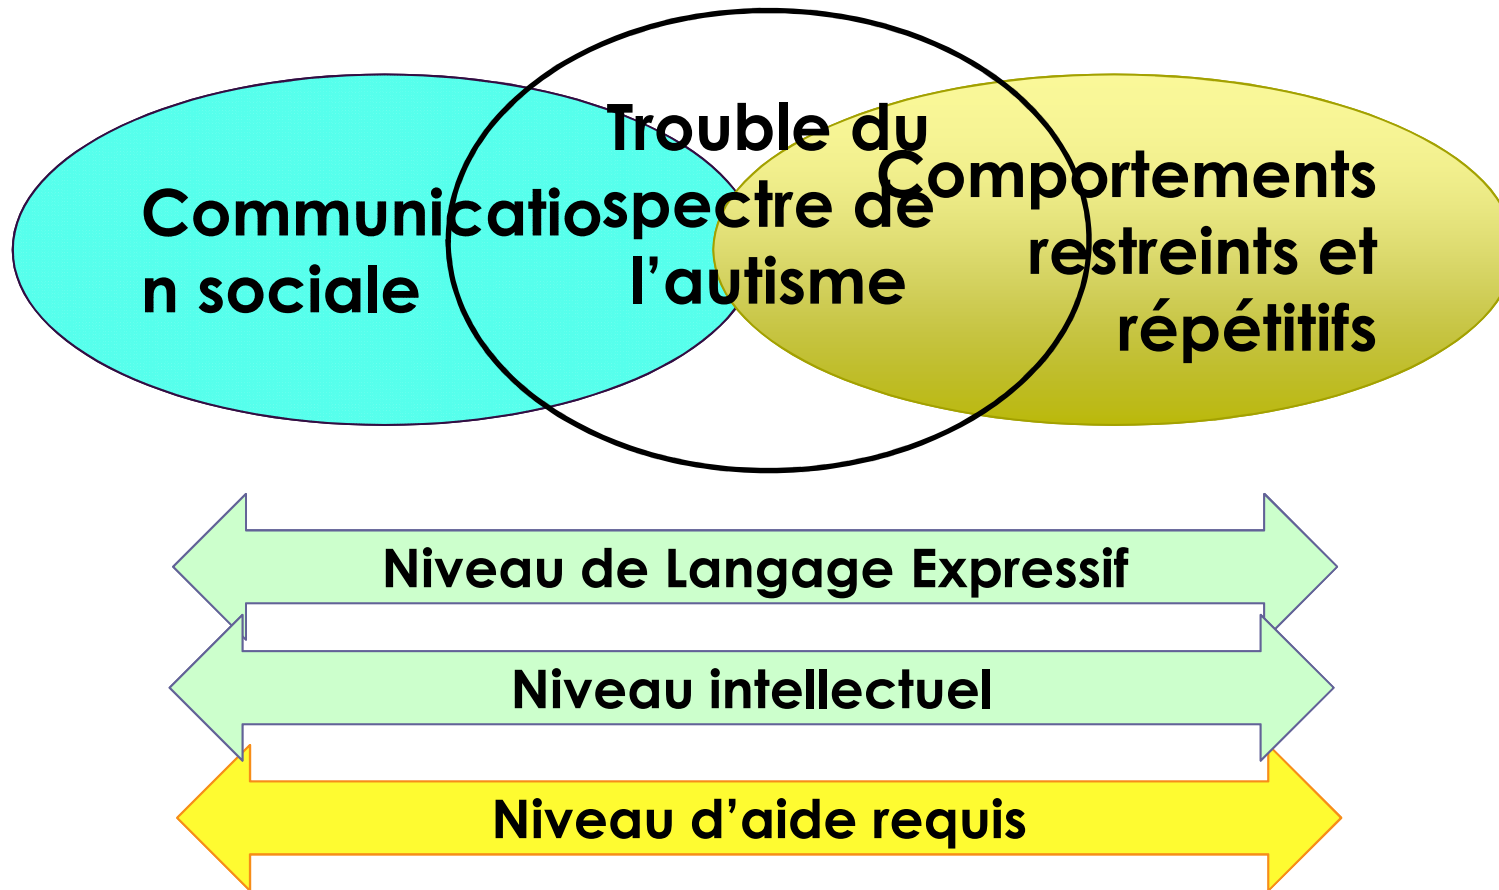 Communicatio
n sociale
Trouble du
spectre de
l’autisme
Comportements
restreints et
répétitifs
Niveau de Langage Expressif
Niveau intellectuel
Niveau d’aide requis